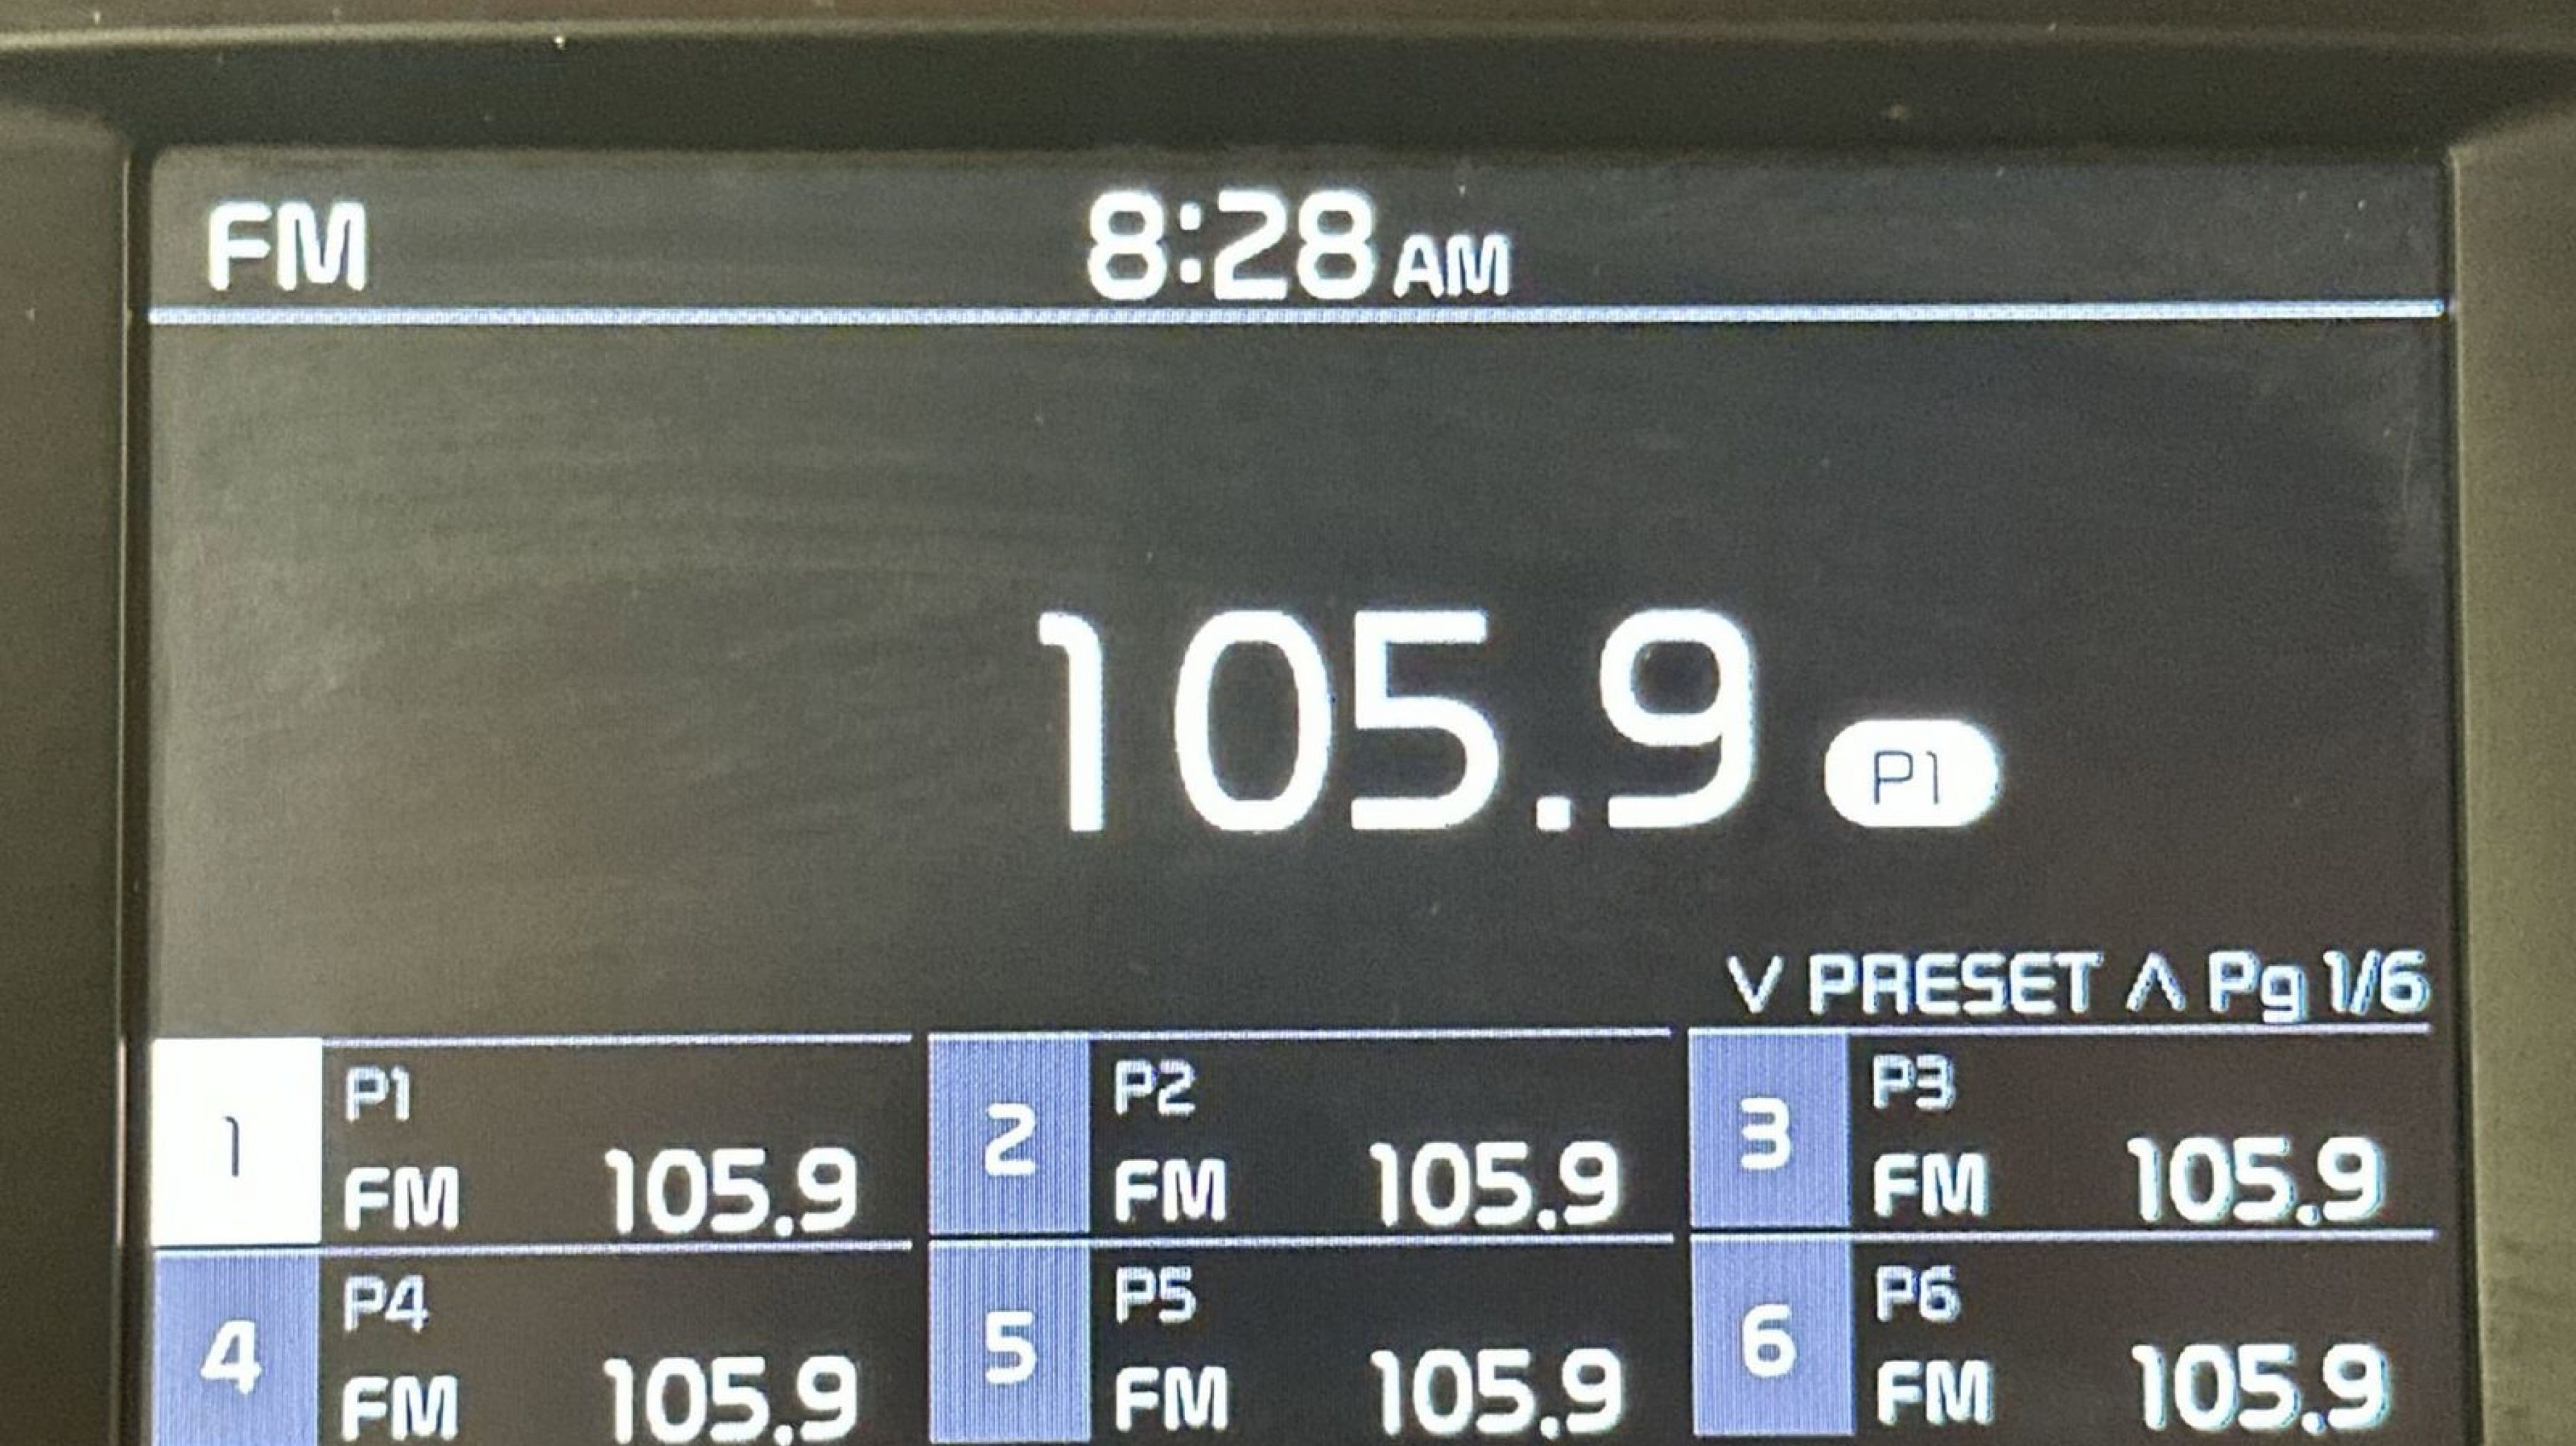 FM 8:28 AM
105.9 P1
V PRESET Λ Pg 1/6
1 P1 2 P2 3 P3
FM 105.9 FM 105.9 FM 105.9
4 P4 5 P5 6 P6
FM 105.9 FM 105.9 FM 105.9